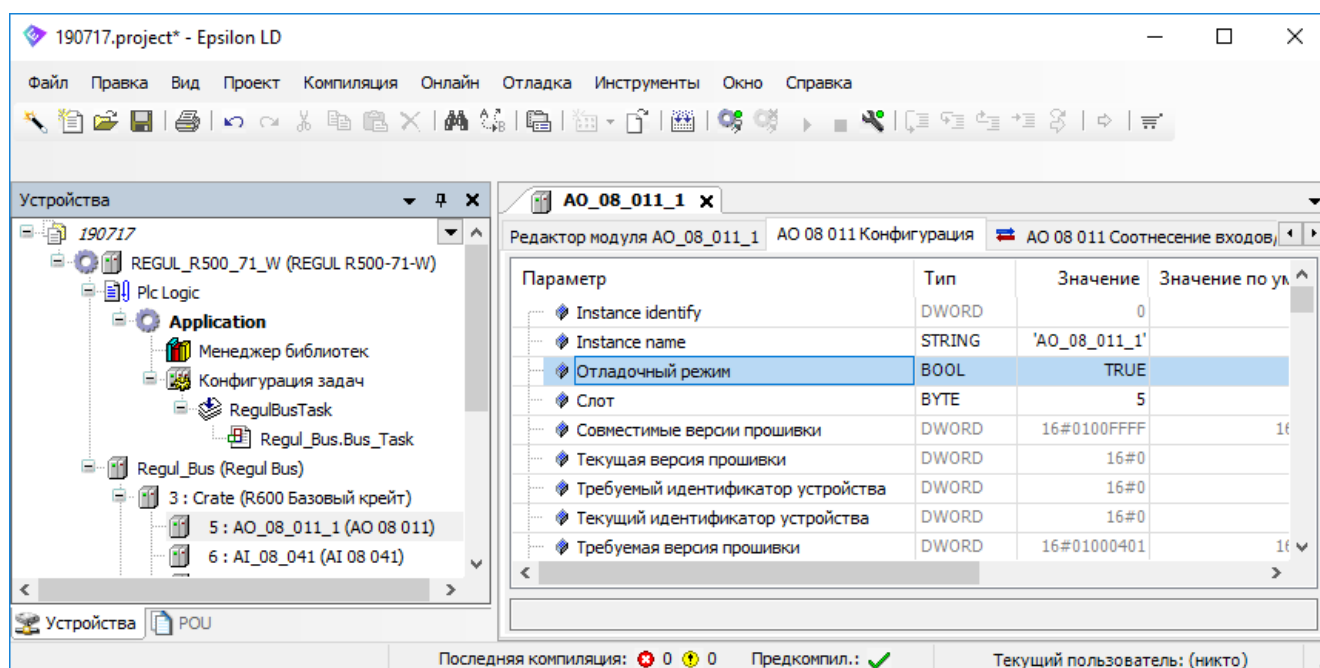 190717.project* - Epsilon LD
Файл Правка Вид Проект Компиляция Онлайн Отладка Инструменты Окно Справка
Устройства
190717
REGUL_R500_71_W (REGUL R500-71-W)
Plc Logic
Application
Менеджер библиотек
Конфигурация задач
RegulBusTask
Regul_Bus.Bus_Task
Regul_Bus (Regul Bus)
3 : Crate (R600 Базовый крейт)
5 : AO_08_011_1 (AO 08 011)
6 : AI_08_041 (AI 08 041)
Устройства POU
AO_08_011_1
Редактор модуля AO_08_011_1 AO 08 011 Конфигурация AO 08 011 Соотнесение входов/
Параметр Тип Значение Значение по ум
Instance identify DWORD 0
Instance name STRING 'AO_08_011_1'
Отладочный режим BOOL TRUE
Слот BYTE 5
Совместимые версии прошивки DWORD 16#0100FFFF 16
Текущая версия прошивки DWORD 16#0
Требуемый идентификатор устройства DWORD 16#0
Текущий идентификатор устройства DWORD 16#0
Требуемая версия прошивки DWORD 16#01000401 16
Последняя компиляция: 0 0 Предкомпил.: Текущий пользователь: (никто)